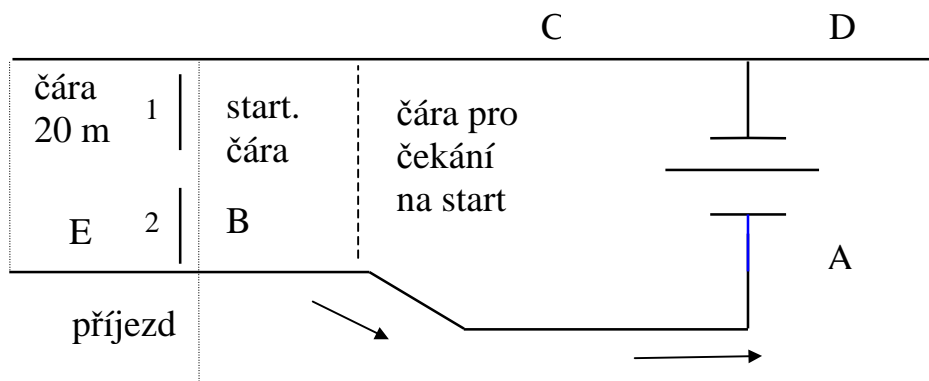 C
D
čára
20 m
1
start.
čára
čára pro
čekání
na start
E
2
B
A
příjezd